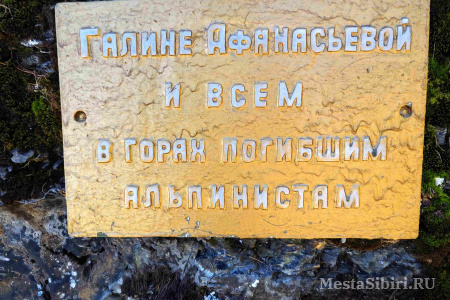 Галине Афанасьевой
и всем
в горах погибшим
альпинистам
MestaSibiri.RU